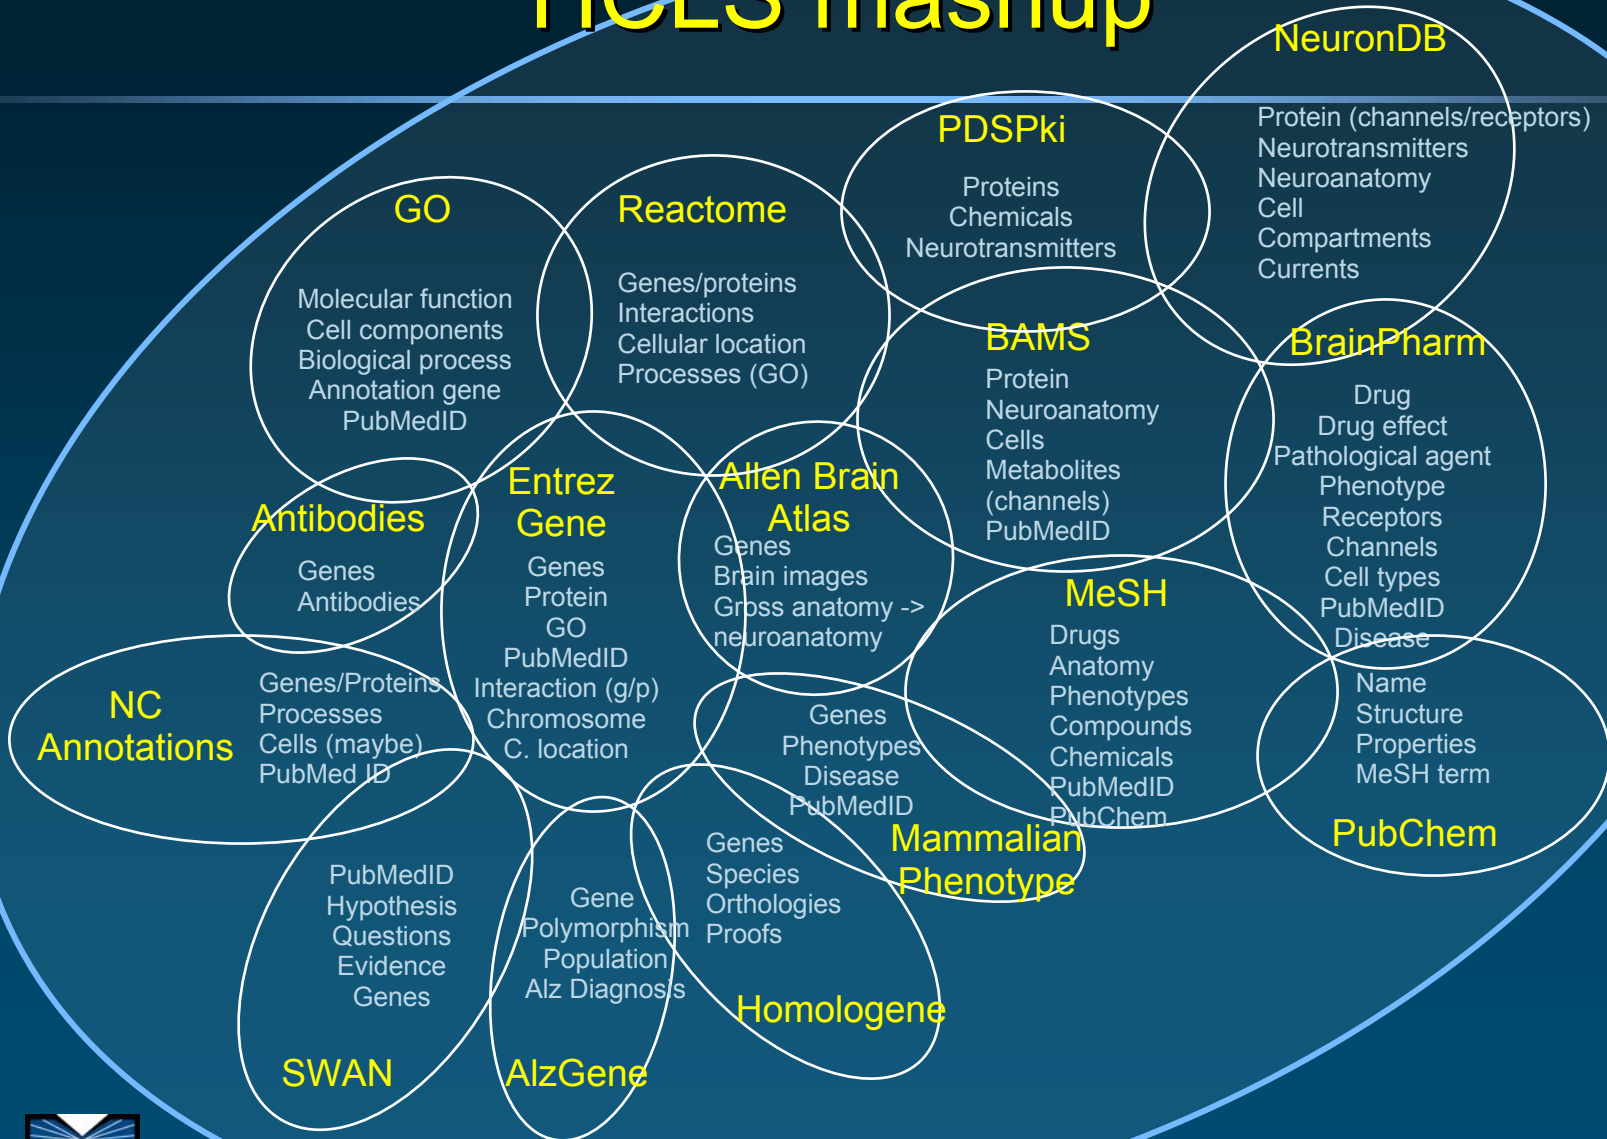 HCLS mashup
NeuronDB
Protein (channels/receptors)
Neurotransmitters
Neuroanatomy
Cell
Compartments
Currents
PDSPki
Proteins
Chemicals
Neurotransmitters
GO
Molecular function
Cell components
Biological process
Annotation gene
PubMedID
Reactome
Genes/proteins
Interactions
Cellular location
Processes (GO)
BAMS
Protein
Neuroanatomy
Cells
Metabolites
(channels)
PubMedID
BrainPharm
Drug
Drug effect
Pathological agent
Phenotype
Receptors
Channels
Cell types
PubMedID
Disease
Antibodies
Genes
Antibodies
Entrez
Gene
Genes
Protein
GO
PubMedID
Interaction (g/p)
Chromosome
C. location
Allen Brain
Atlas
Genes
Brain images
Gross anatomy ->
neuroanatomy
MeSH
Drugs
Anatomy
Phenotypes
Compounds
Chemicals
PubMedID
PubChem
NC
Annotations
Genes/Proteins
Processes
Cells (maybe)
PubMed ID
Genes
Phenotypes
Disease
PubMedID
Mammalian
Phenotype
Name
Structure
Properties
MeSH term
PubChem
PubMedID
Hypothesis
Questions
Evidence
Genes
SWAN
Gene
Polymorphism
Population
Alz Diagnosis
AlzGene
Genes
Species
Orthologies
Proofs
Homologene